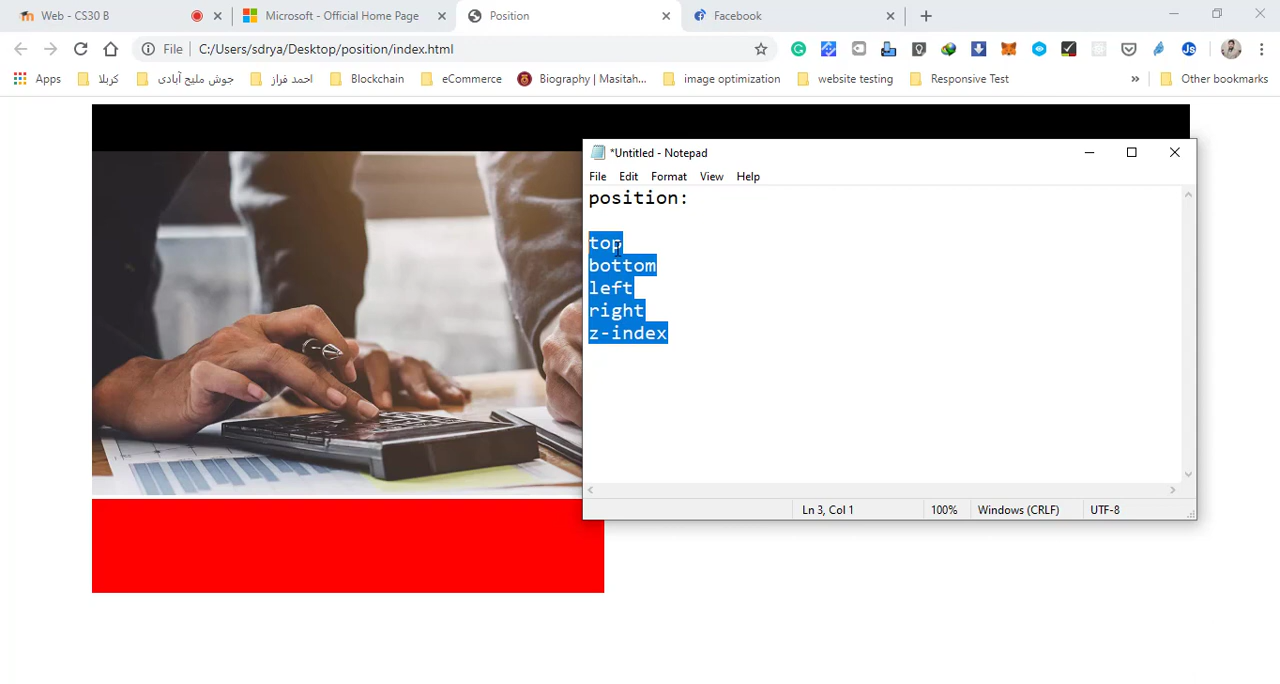 Web - CS30 B
Microsoft - Official Home Page
Position
Facebook
File
C:/Users/sdrya/Desktop/position/index.html
Apps
کربلا
جوش ملیح آبادی
احمد فراز
Blockchain
eCommerce
Biography | Masitah...
image optimization
website testing
Responsive Test
»
Other bookmarks
*Untitled - Notepad
File Edit Format View Help
position:
top
bottom
left
right
z-index
Ln 3, Col 1
100%
Windows (CRLF)
UTF-8